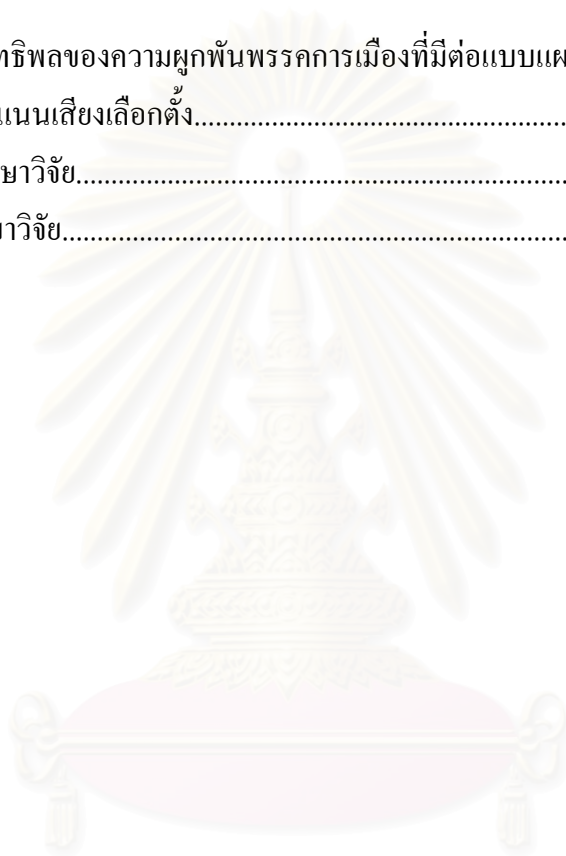 ทธิพลของความผูกพันพรรคการเมืองที่มีต่อแบบแผ
แนนเสียงเลือกตั้ง......................................................
ษาวิจัย......................................................................
าวิจัย........................................................................